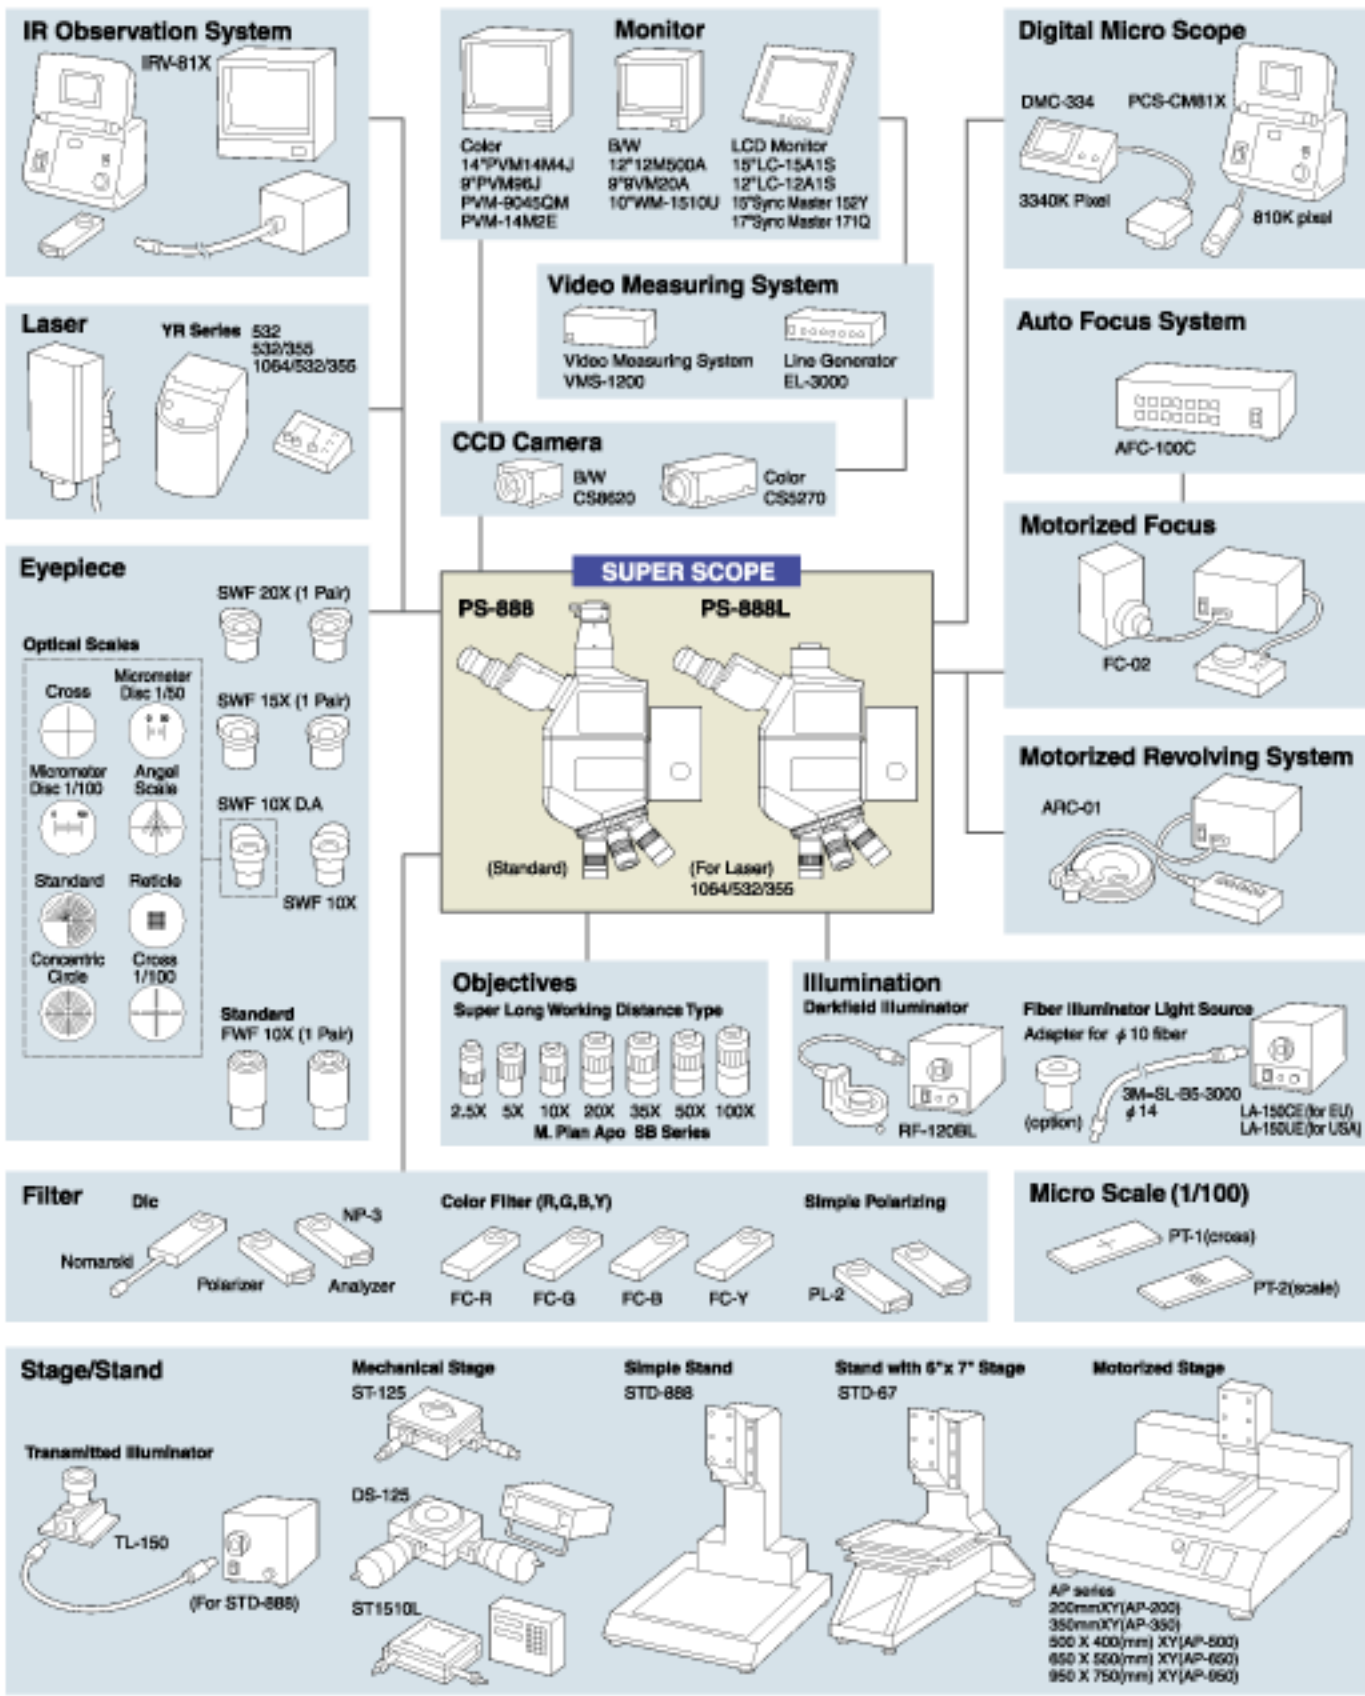 IR Observation System
IRV-81X
Monitor
Color
14"PVM14M4J
9"PVM96J
PVM-9045QM
PVM-14M2E
B/W
12"12M500A
9"9VM20A
10"WM-1510U
LCD Monitor
15"LC-15A1S
12"LC-12A1S
15"Sync Master 152Y
17"Sync Master 171Q
Digital Micro Scope
DMC-334
PCS-CM81X
3340K Pixel
810K pixel
Laser
YR Series 532
532/355
1064/532/355
Video Measuring System
Video Measuring System
VMS-1200
Line Generator
EL-3000
Auto Focus System
AFC-100C
CCD Camera
B/W
CS8620
Color
CS5270
Motorized Focus
FC-02
Eyepiece
SWF 20X (1 Pair)
Optical Scales
Cross
Micrometer
Disc 1/50
SWF 15X (1 Pair)
Micrometer
Disc 1/100
Angel
Scale
SWF 10X D.A
Standard
Reticle
SWF 10X
Concentric
Circle
Cross
1/100
Standard
FWF 10X (1 Pair)
SUPER SCOPE
PS-888
PS-888L
(Standard)
(For Laser)
1064/532/355
Motorized Revolving System
ARC-01
Objectives
Super Long Working Distance Type
2.5X 5X 10X 20X 35X 50X 100X
M. Plan Apo SB Series
Illumination
Darkfield Illuminator
RF-120BL
Fiber Illuminator Light Source
Adapter for ϕ 10 fiber
(option)
3M=SL-B5-3000
ϕ 14
LA-150CE(for EU)
LA-150UE(for USA)
Filter
Dic
Nomarski
Polarizer
NP-3
Analyzer
Color Filter (R,G,B,Y)
FC-R FC-G FC-B FC-Y
Simple Polarizing
PL-2
Micro Scale (1/100)
PT-1(cross)
PT-2(scale)
Stage/Stand
Transmitted Illuminator
TL-150
(For STD-888)
Mechanical Stage
ST-125
DS-125
ST1510L
Simple Stand
STD-888
Stand with 6"x 7" Stage
STD-67
Motorized Stage
AP series
200mmXY(AP-200)
350mmXY(AP-350)
500 X 400(mm) XY(AP-500)
650 X 550(mm) XY(AP-650)
950 X 750(mm) XY(AP-950)